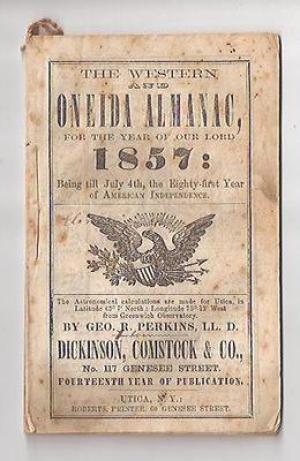 THE WESTERN
AND
ONEIDA ALMANAC,
FOR THE YEAR OF OUR LORD
1857:
Being till July 4th, the Eighty-first Year
of AMERICAN INDEPENDENCE.
The Astronomical calculations are made for Utica, in
Latitude 43° 7' North: Longitude 75° 13' West
from Greenwich Observatory.
BY GEO. R. PERKINS, LL. D.
DICKINSON, COMSTOCK & CO.,
No. 117 GENESEE STREET.
FOURTEENTH YEAR OF PUBLICATION.
UTICA, N. Y.:
ROBERTS, PRINTER, 60 GENESEE STREET.